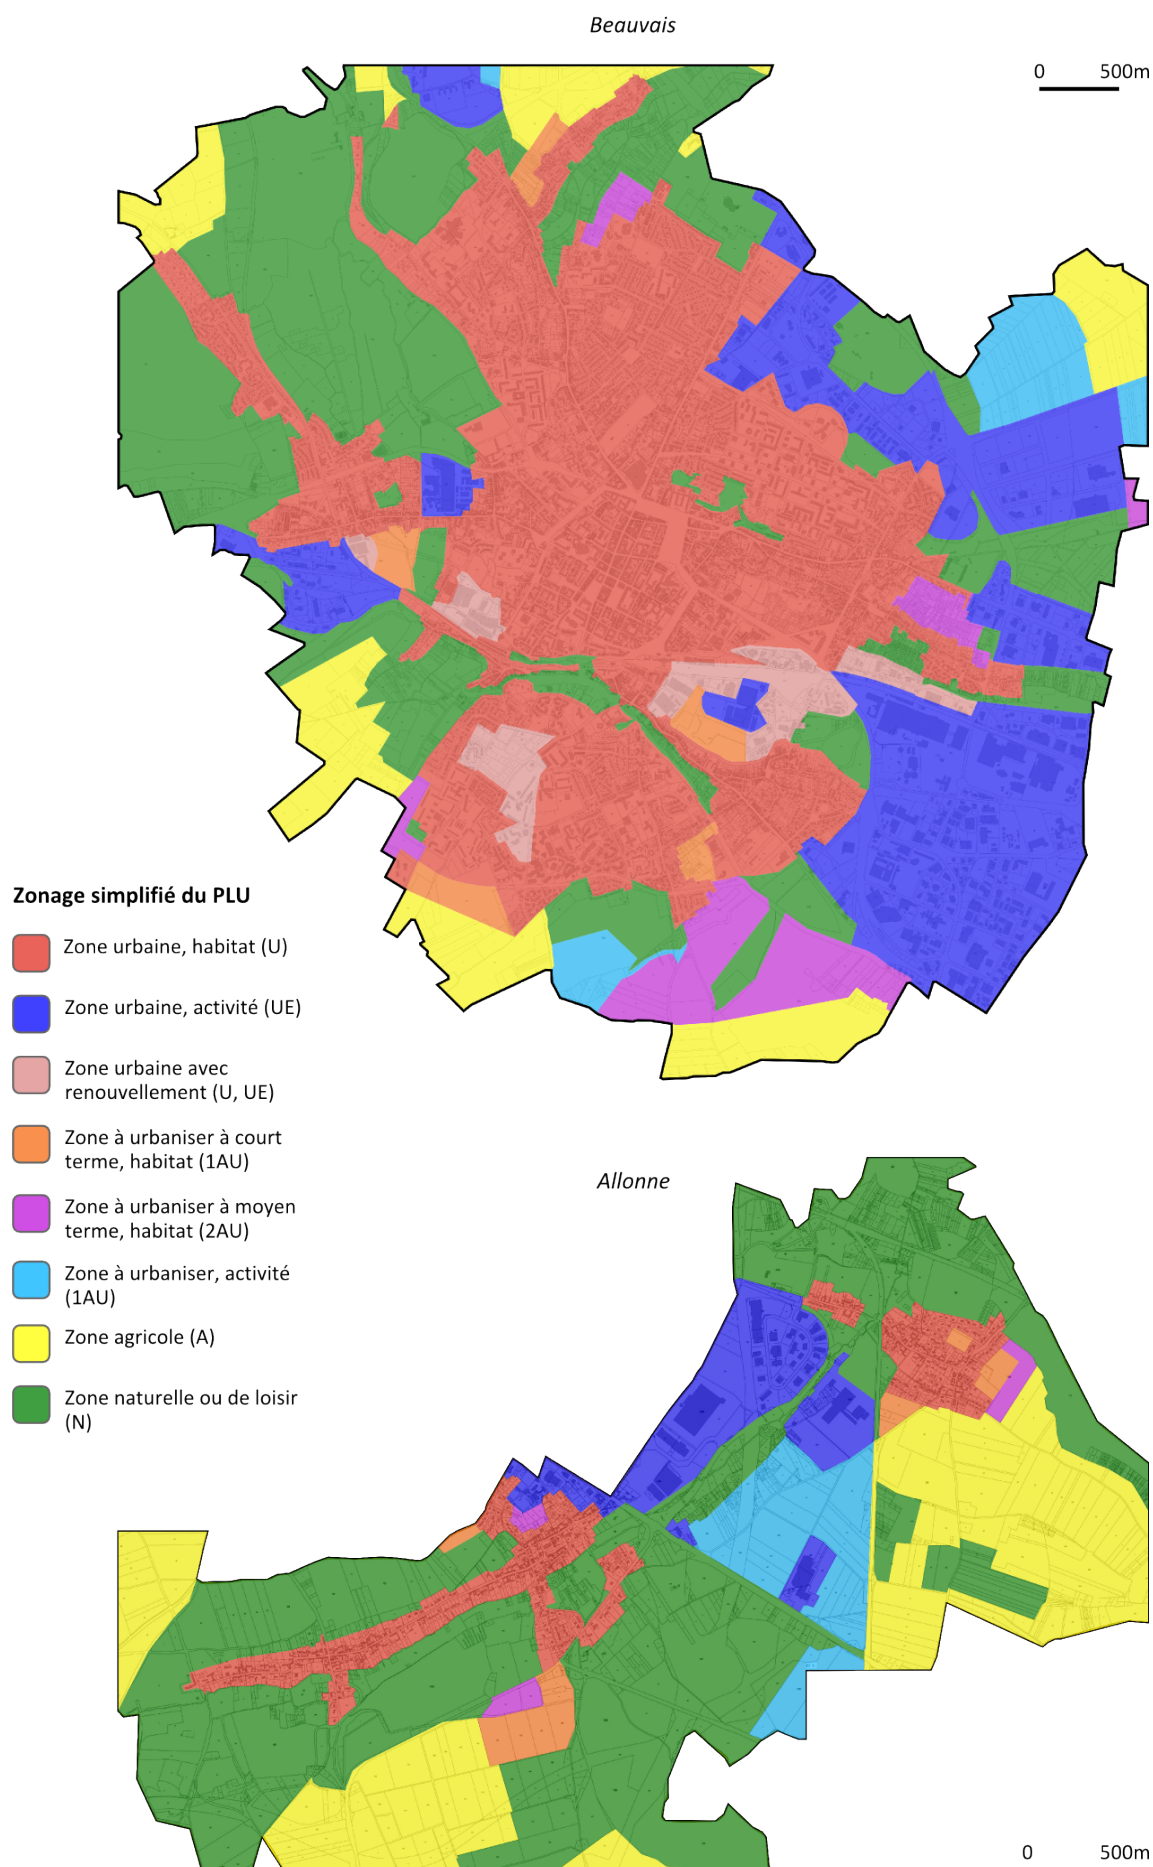 Beauvais
0 500m
Zonage simplifié du PLU
Zone urbaine, habitat (U)
Zone urbaine, activité (UE)
Zone urbaine avec
renouvellement (U, UE)
Zone à urbaniser à court
terme, habitat (1AU)
Zone à urbaniser à moyen
terme, habitat (2AU)
Zone à urbaniser, activité
(1AU)
Zone agricole (A)
Zone naturelle ou de loisir
(N)
Allonne
0 500m